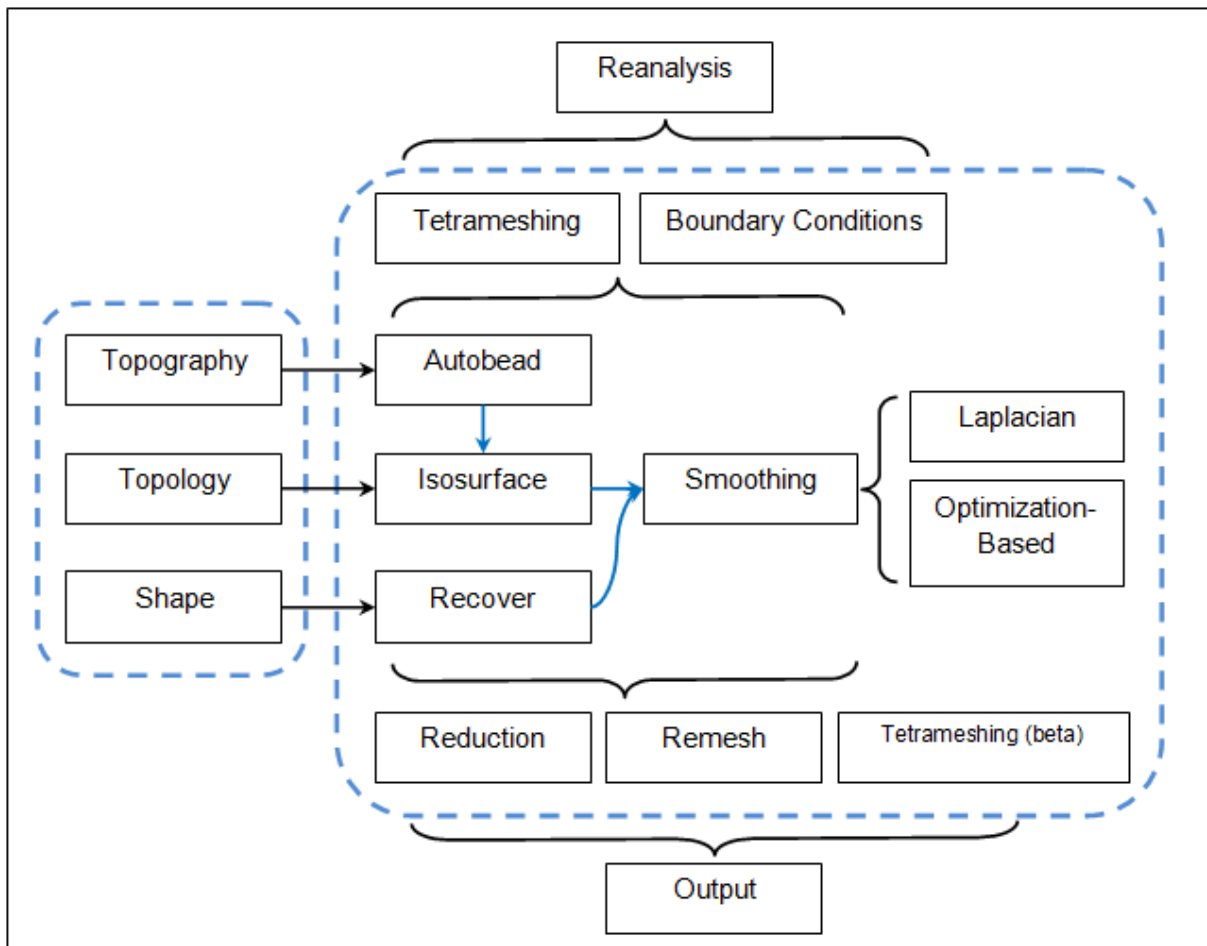 Reanalysis
Tetrameshing
Boundary Conditions
Topography
Autobead
Laplacian
Topology
Isosurface
Smoothing
Optimization-
Based
Shape
Recover
Reduction
Remesh
Tetrameshing (beta)
Output